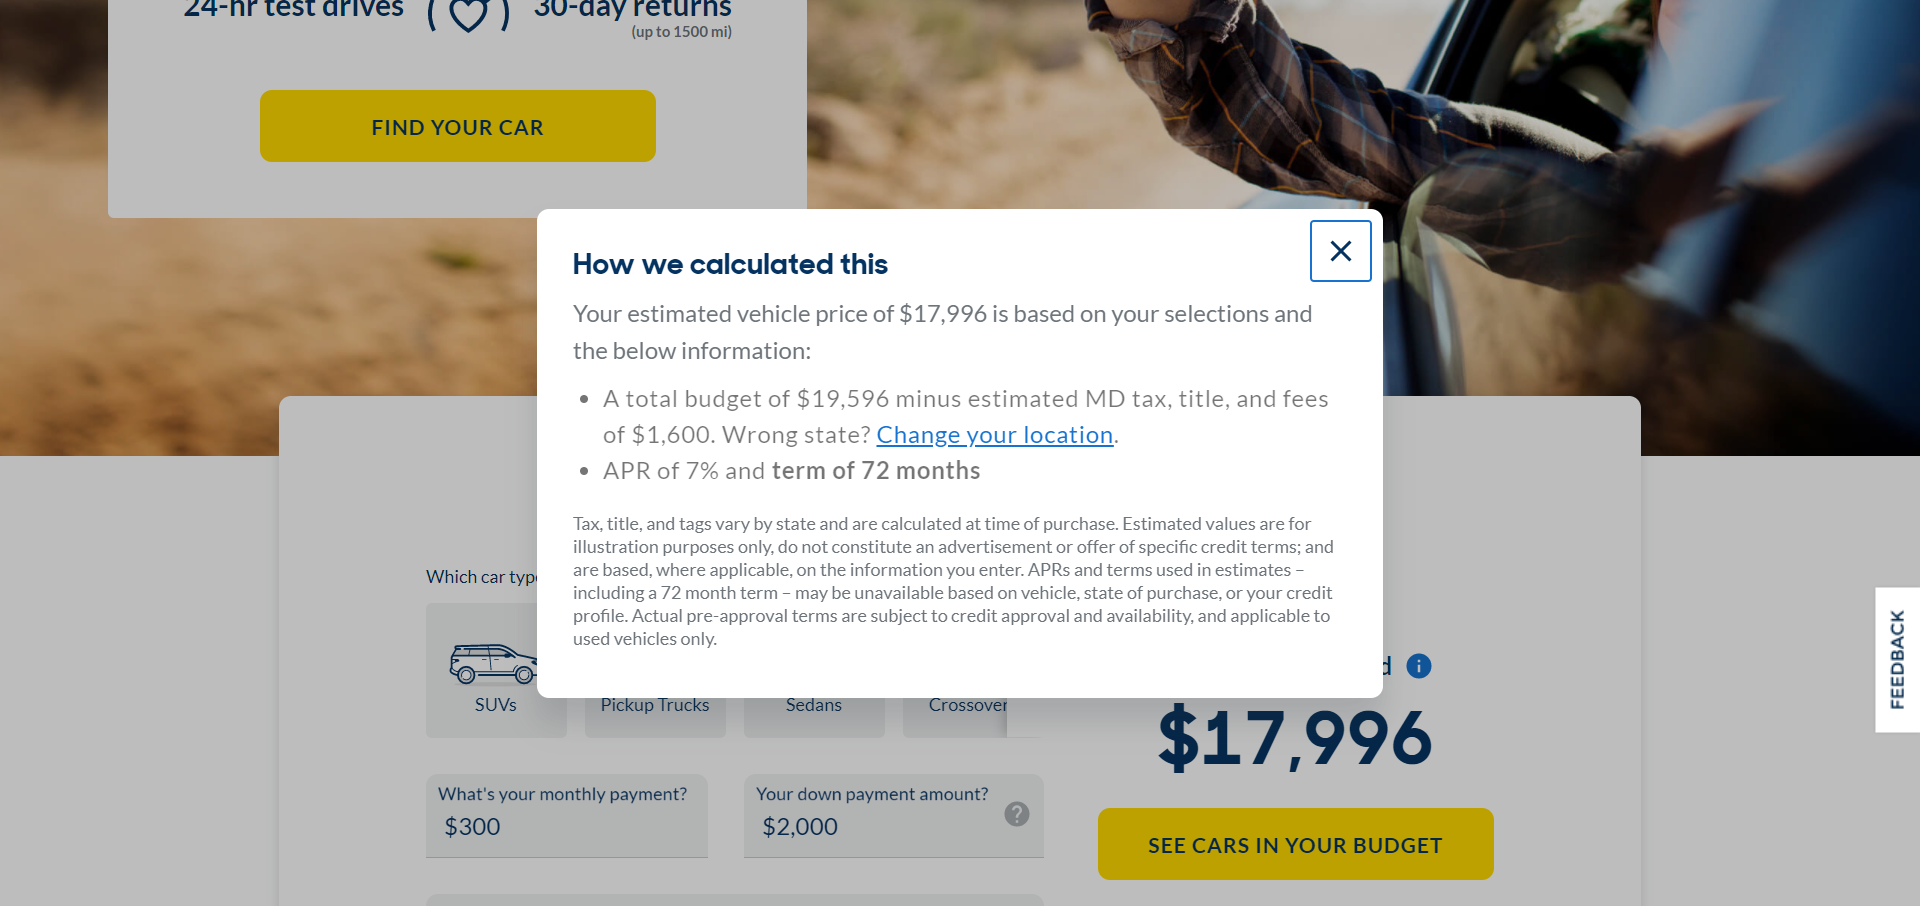 24-hr test drives
30-day returns
(up to 1500 mi)
FIND YOUR CAR
How we calculated this
Your estimated vehicle price of $17,996 is based on your selections and
the below information:
• A total budget of $19,596 minus estimated MD tax, title, and fees
of $1,600. Wrong state? Change your location.
• APR of 7% and term of 72 months
Tax, title, and tags vary by state and are calculated at time of purchase. Estimated values are for
illustration purposes only, do not constitute an advertisement or offer of specific credit terms; and
are based, where applicable, on the information you enter. APRs and terms used in estimates –
including a 72 month term – may be unavailable based on vehicle, state of purchase, or your credit
profile. Actual pre-approval terms are subject to credit approval and availability, and applicable to
used vehicles only.
Which car typ
SUVs
Pickup Trucks
Sedans
Crossover
d
$17,996
What's your monthly payment?
$300
Your down payment amount?
$2,000
SEE CARS IN YOUR BUDGET
FEEDBACK